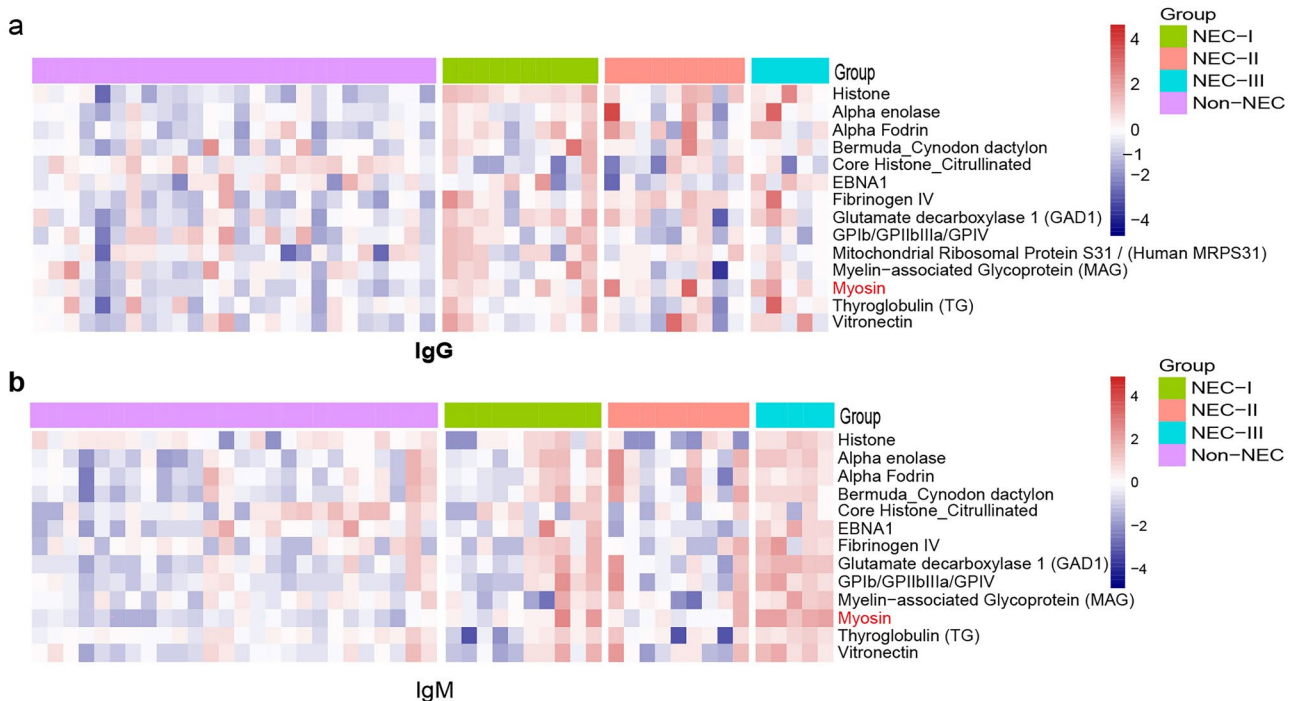 a
Group
Histone
Alpha enolase
Alpha Fodrin
Bermuda_Cynodon dactylon
Core Histone_Citrullinated
EBNA1
Fibrinogen IV
Glutamate decarboxylase 1 (GAD1)
GPIb/GPIIbIIIa/GPIV
Mitochondrial Ribosomal Protein S31 / (Human MRPS31)
Myelin-associated Glycoprotein (MAG)
Myosin
Thyroglobulin (TG)
Vitronectin
4
2
0
−1
−2
−4
Group
NEC-I
NEC-II
NEC-III
Non-NEC
IgG
b
Group
Histone
Alpha enolase
Alpha Fodrin
Bermuda_Cynodon dactylon
Core Histone_Citrullinated
EBNA1
Fibrinogen IV
Glutamate decarboxylase 1 (GAD1)
GPIb/GPIIbIIIa/GPIV
Myelin-associated Glycoprotein (MAG)
Myosin
Thyroglobulin (TG)
Vitronectin
4
2
0
−2
−4
Group
NEC-I
NEC-II
NEC-III
Non-NEC
IgM